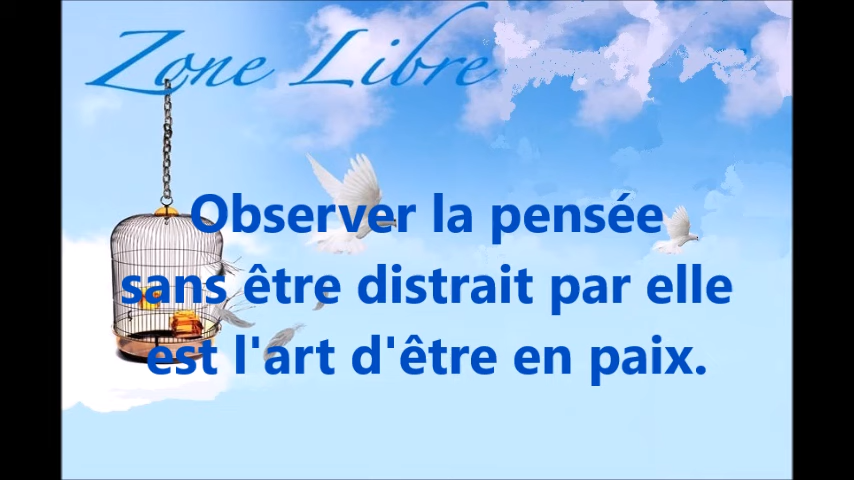 Zone Libre
Observer la pensée
sans être distrait par elle
est l'art d'être en paix.